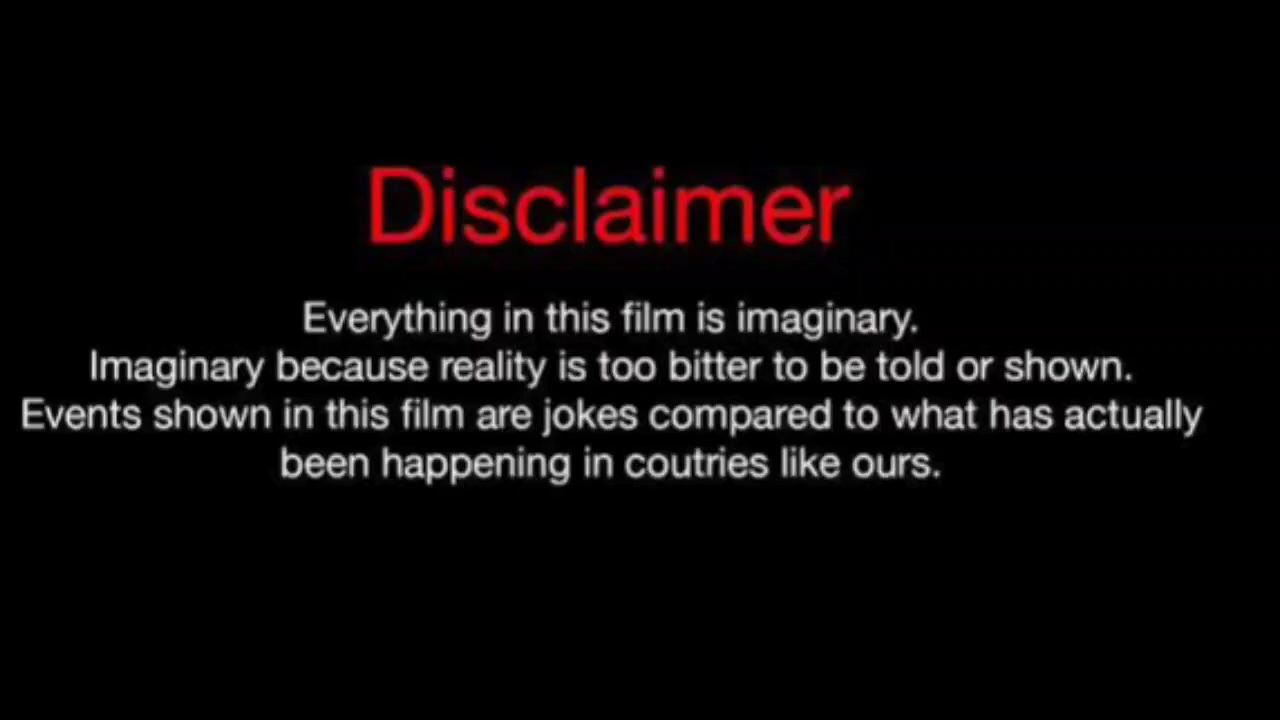 Disclaimer
Everything in this film is imaginary.
Imaginary because reality is too bitter to be told or shown.
Events shown in this film are jokes compared to what has actually
been happening in coutries like ours.